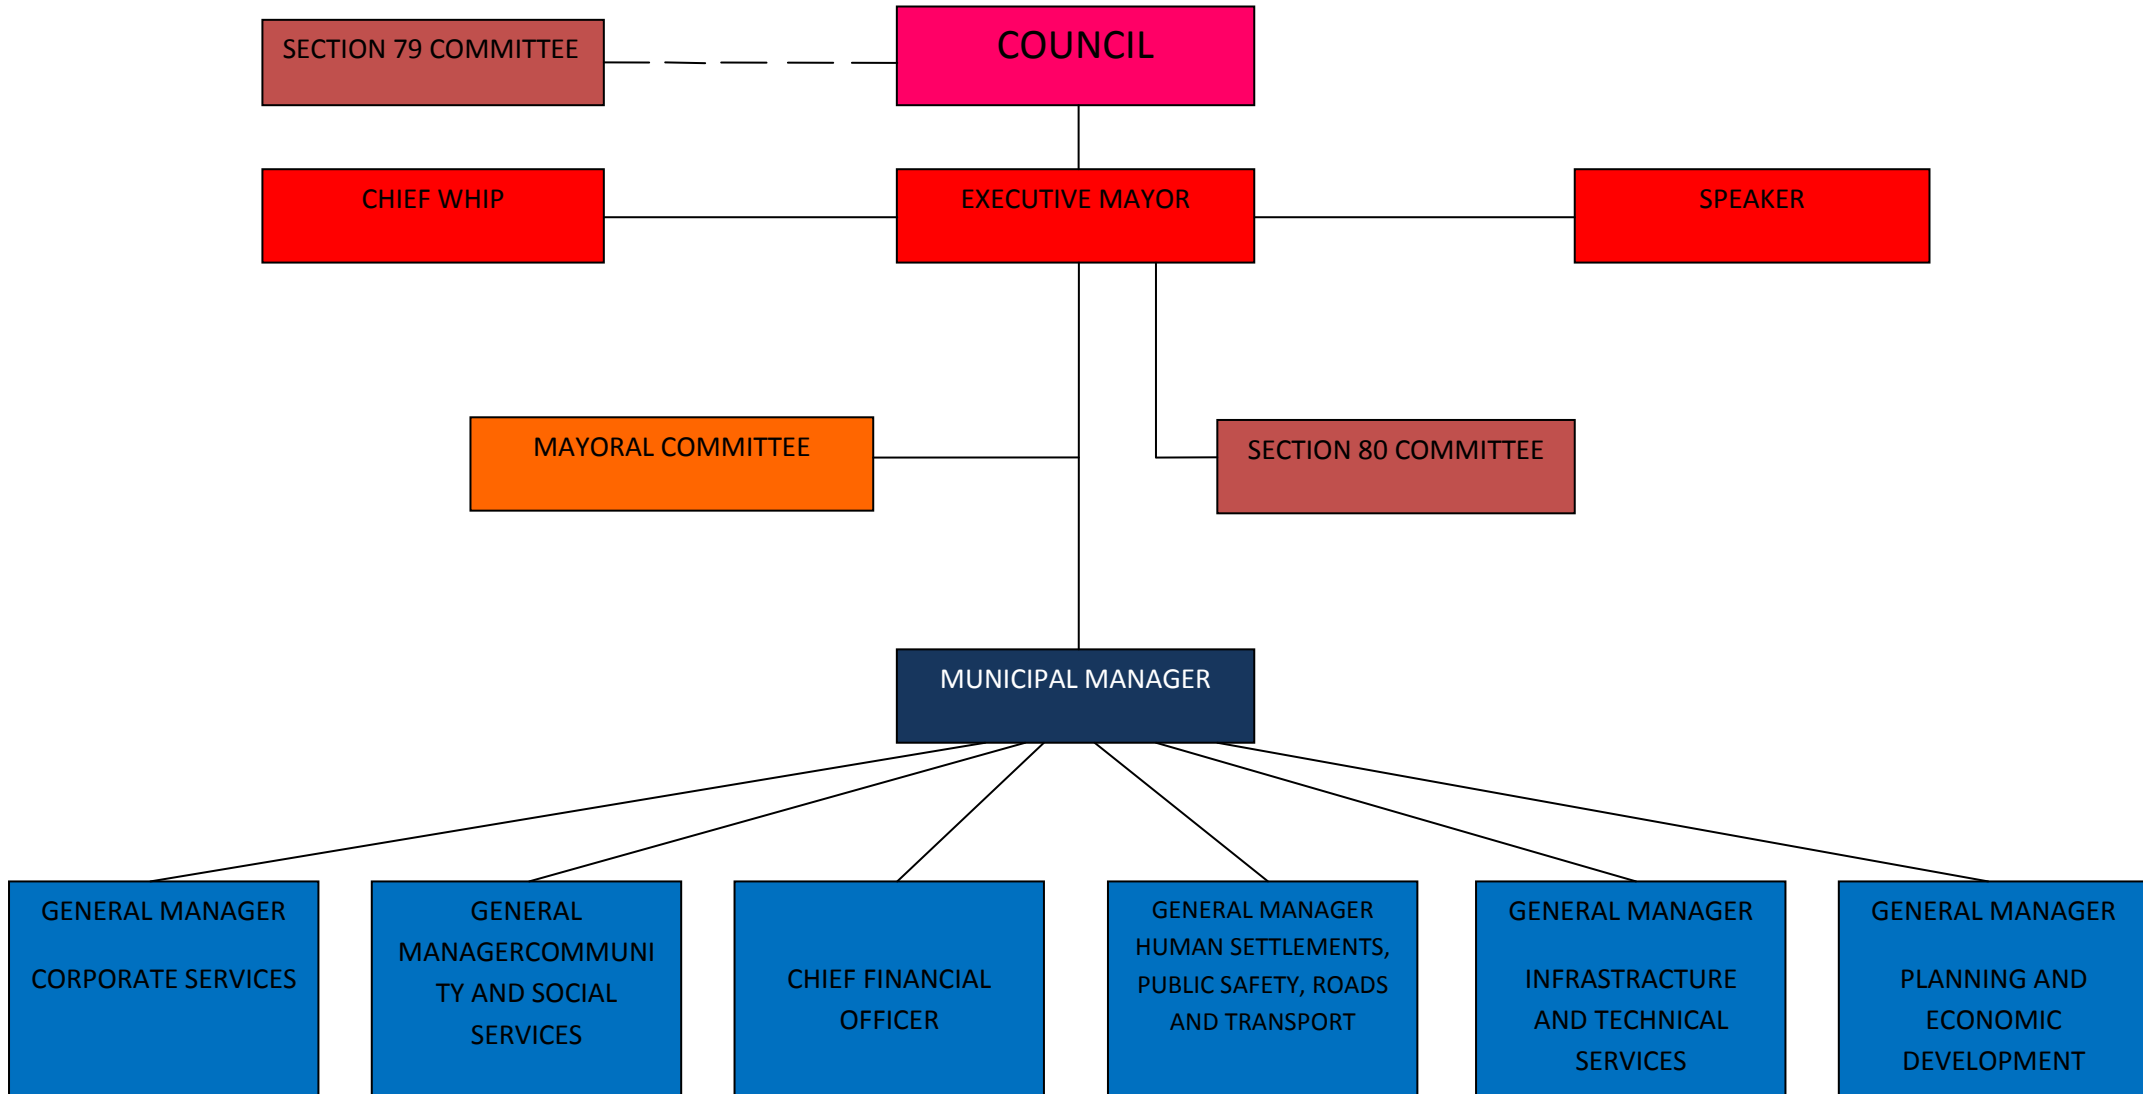 SECTION 79 COMMITTEE
COUNCIL
CHIEF WHIP
EXECUTIVE MAYOR
SPEAKER
MAYORAL COMMITTEE
SECTION 80 COMMITTEE
MUNICIPAL MANAGER
GENERAL MANAGER
CORPORATE SERVICES
GENERAL
MANAGERCOMMUNI
TY AND SOCIAL
SERVICES
CHIEF FINANCIAL
OFFICER
GENERAL MANAGER
HUMAN SETTLEMENTS,
PUBLIC SAFETY, ROADS
AND TRANSPORT
GENERAL MANAGER
INFRASTRACTURE
AND TECHNICAL
SERVICES
GENERAL MANAGER
PLANNING AND
ECONOMIC
DEVELOPMENT